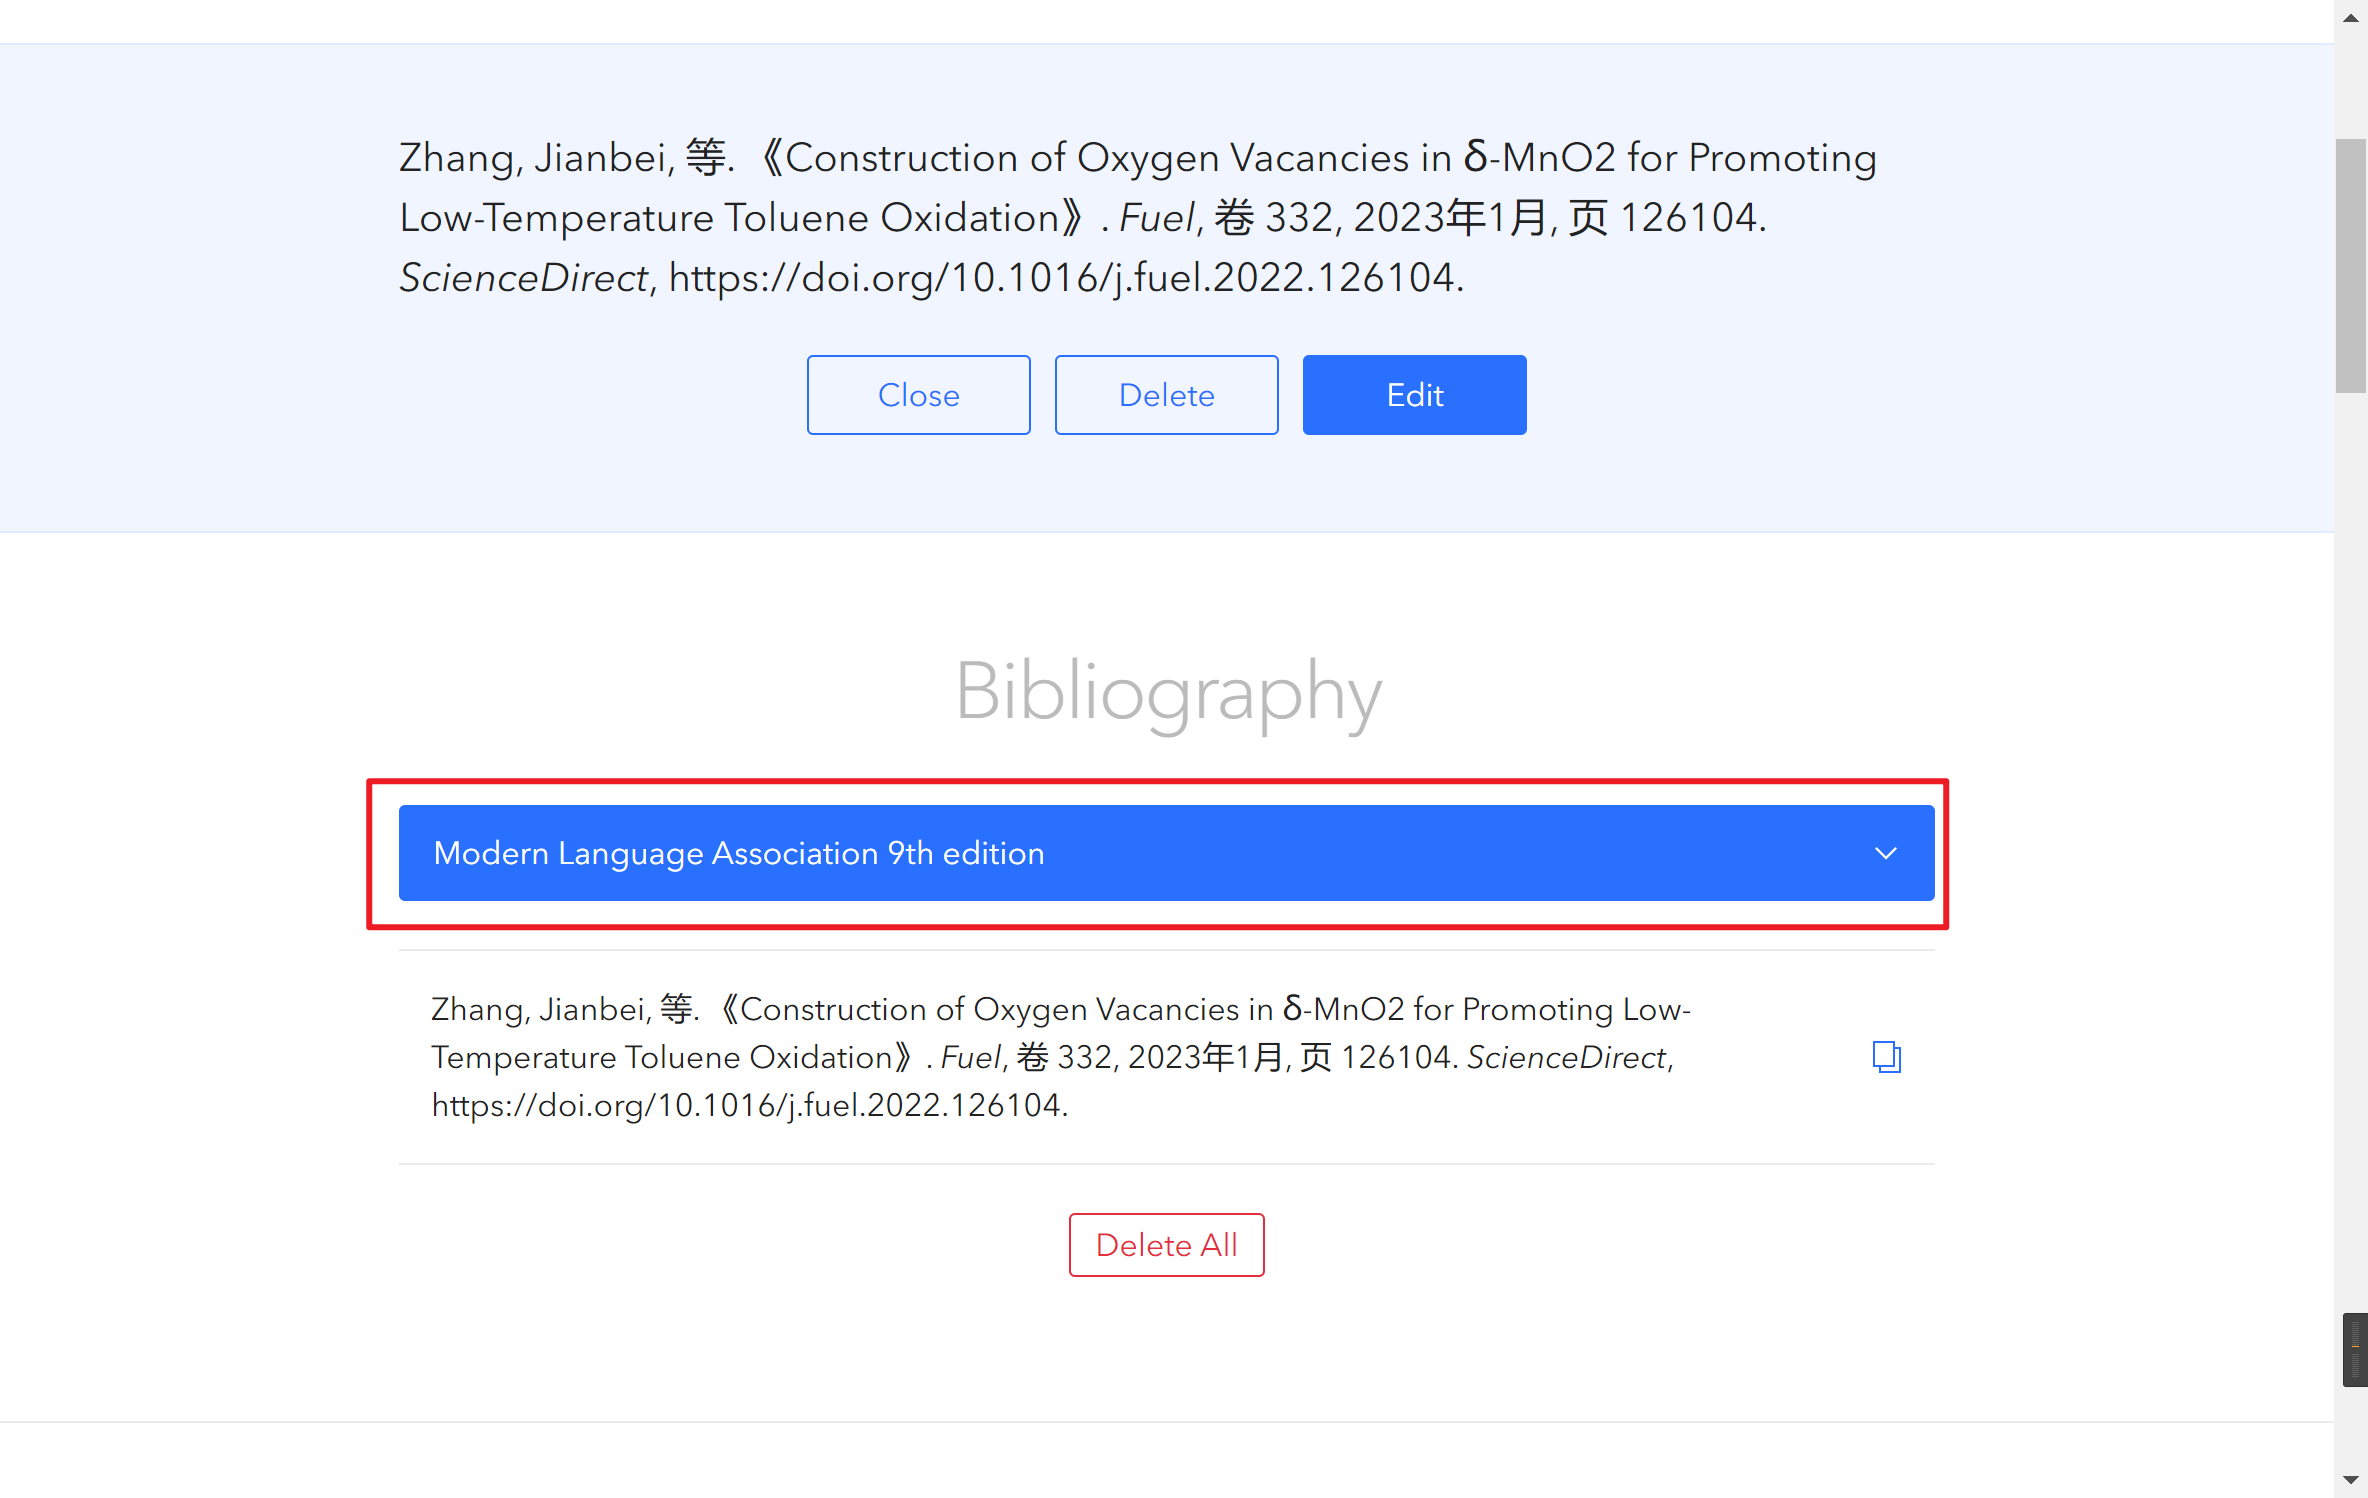 Zhang, Jianbei, 等. 《Construction of Oxygen Vacancies in δ-MnO2 for Promoting
Low-Temperature Toluene Oxidation》. Fuel, 卷 332, 2023年1月, 页 126104.
ScienceDirect, https://doi.org/10.1016/j.fuel.2022.126104.
Close Delete Edit
Bibliography
Modern Language Association 9th edition
Zhang, Jianbei, 等. 《Construction of Oxygen Vacancies in δ-MnO2 for Promoting Low-
Temperature Toluene Oxidation》. Fuel, 卷 332, 2023年1月, 页 126104. ScienceDirect,
https://doi.org/10.1016/j.fuel.2022.126104.
Delete All